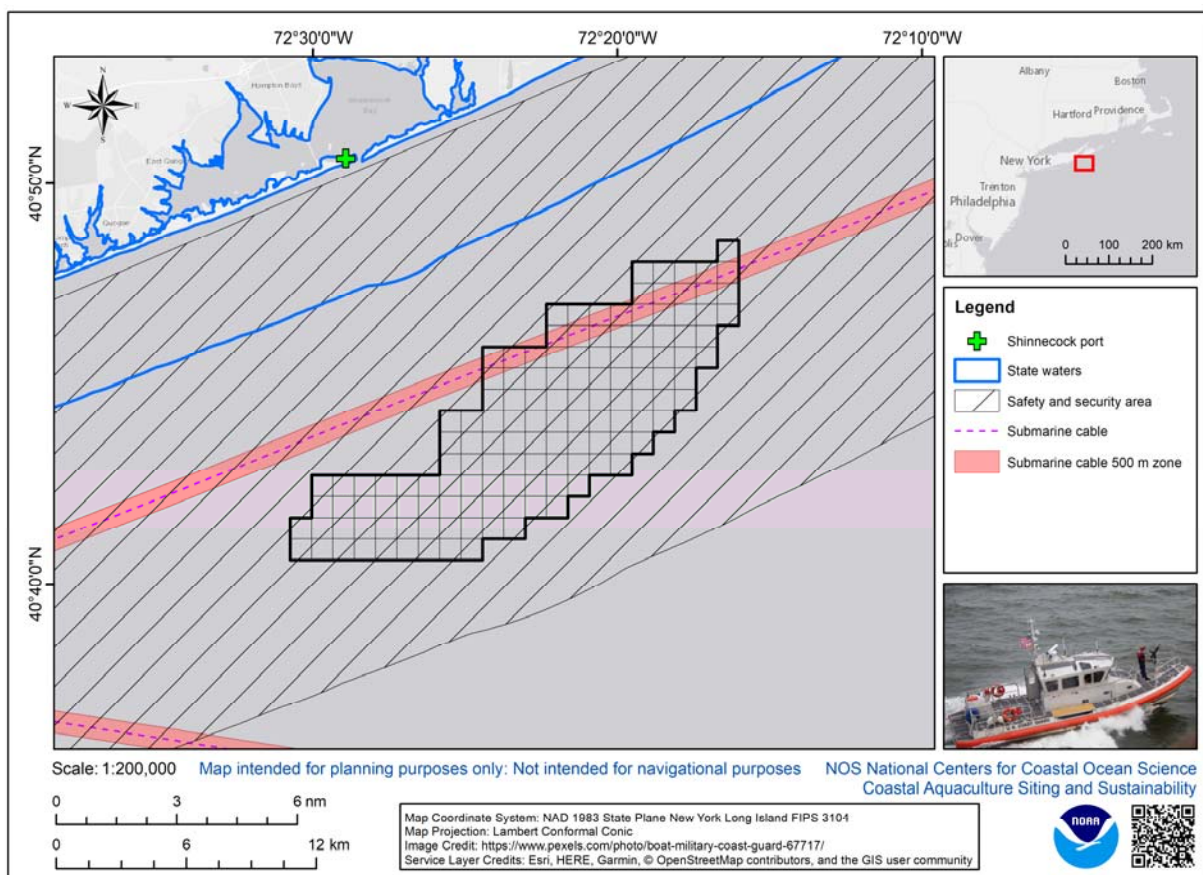 72°30'0"W
72°20'0"W
72°10'0"W
40°50'0"N
40°40'0"N
N
W
E
S
Hampton Bays
East Quogue
Quogue
Albany
Boston
Hartford
Providence
New York
Trenton
Philadelphia
Dover
0 100 200 km
Legend
Shinnecock port
State waters
Safety and security area
Submarine cable
Submarine cable 500 m zone
Scale: 1:200,000
Map intended for planning purposes only: Not intended for navigational purposes
NOS National Centers for Coastal Ocean Science
Coastal Aquaculture Siting and Sustainability
0 3 6 nm
0 6 12 km
Map Coordinate System: NAD 1983 State Plane New York Long Island FIPS 3104
Map Projection: Lambert Conformal Conic
Image Credit: https://www.pexels.com/photo/boat-military-coast-guard-67717/
Service Layer Credits: Esri, HERE, Garmin, © OpenStreetMap contributors, and the GIS user community
NOAA